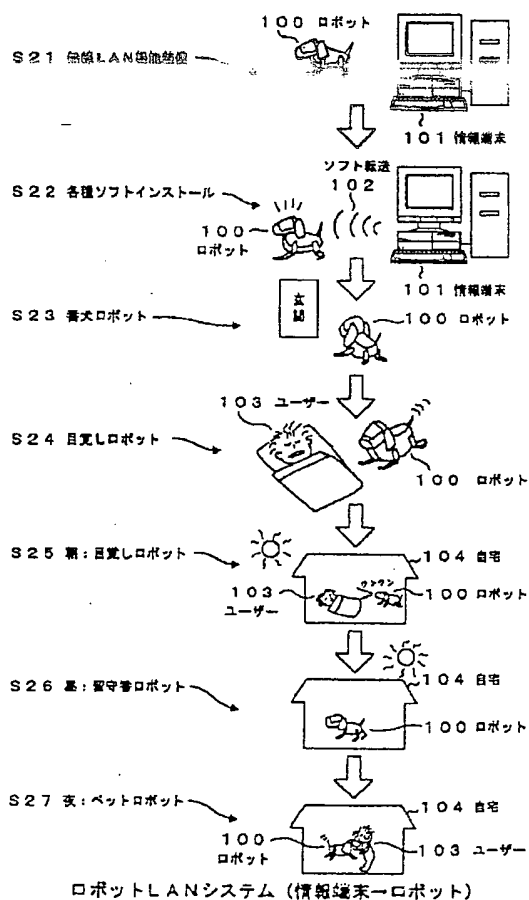 100 ロボット
S21 無線LAN
101 情報端末
ソフト転送
102
S22 各種ソフトインストール
100
ロボット
101 情報端末
玄関
S23 番犬ロボット
100 ロボット
103 ユーザー
S24 目覚しロボット
100 ロボット
S25 朝:目覚しロボット
104 自宅
ワンワン
103
ユーザー
100 ロボット
S26 昼:留守番ロボット
104 自宅
100 ロボット
S27 夜:ペットロボット
104 自宅
100
ロボット
103 ユーザー
ロボットLANシステム(情報端末→ロボット)